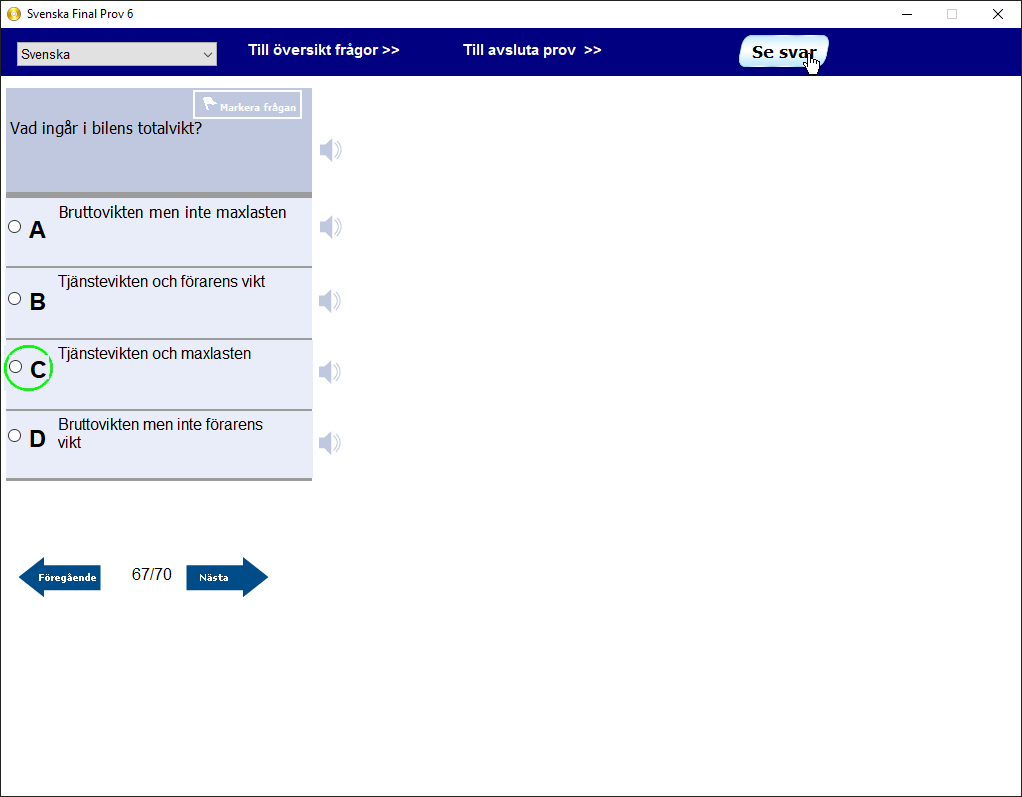 Svenska Final Prov 6
Svenska
Till översikt frågor >>
Till avsluta prov >>
Se svar
Markera frågan
Vad ingår i bilens totalvikt?
A
Bruttovikten men inte maxlasten
B
Tjänstevikten och förarens vikt
C
Tjänstevikten och maxlasten
D
Bruttovikten men inte förarens
vikt
Föregående
67/70
Nästa